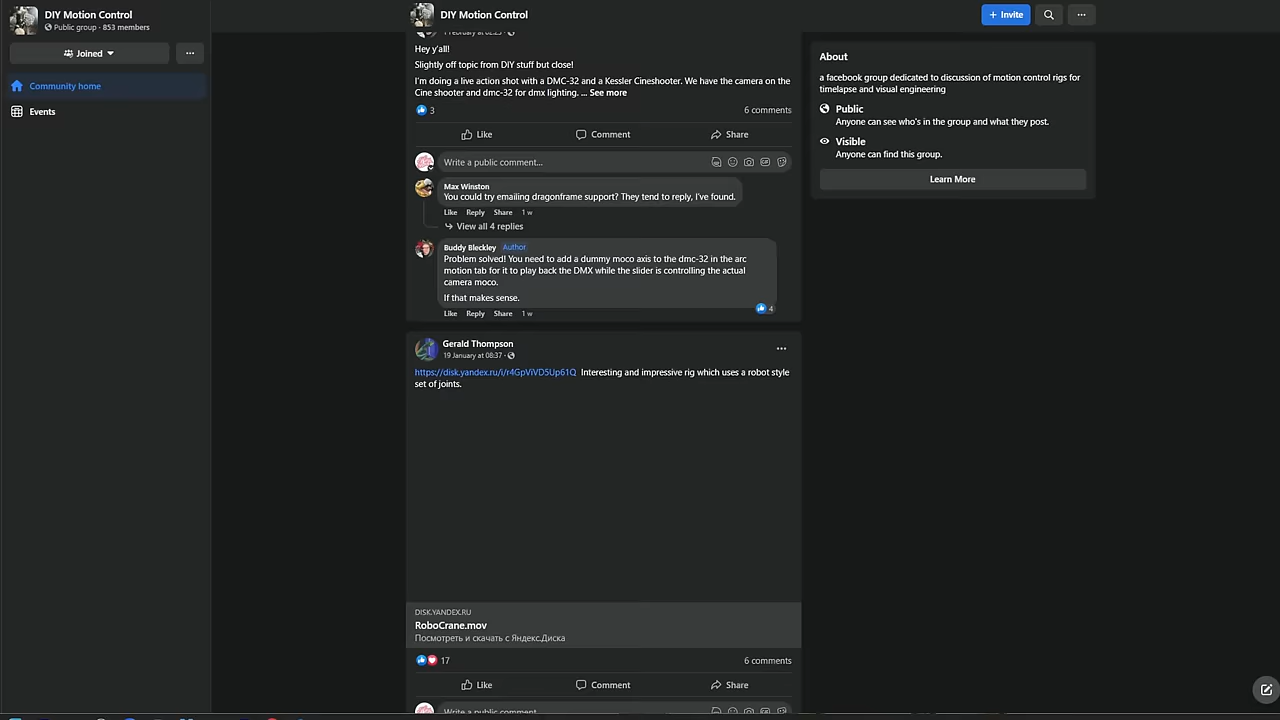 DIY Motion Control
Public group · 853 members
Joined
Community home
Events
DIY Motion Control
Invite
Hey y'all!
Slightly off topic from DIY stuff but close!
I'm doing a live action shot with a DMC-32 and a Kessler Cineshooter. We have the camera on the
Cine shooter and dmc-32 for dmx lighting. ... See more
3
6 comments
Like Comment Share
Write a public comment...
Max Winston
You could try emailing dragonframe support? They tend to reply, I've found.
Like Reply Share 1 w
View all 4 replies
Buddy Bleckley Author
Problem solved! You need to add a dummy moco axis to the dmc-32 in the arc
motion tab for it to play back the DMX while the slider is controlling the actual
camera moco.
If that makes sense.
4
Like Reply Share 1 w
Gerald Thompson
19 January at 08:37 ·
https://disk.yandex.ru/i/r4GpViVD5Up61Q Interesting and impressive rig which uses a robot style
set of joints.
DISK.YANDEX.RU
RoboCrane.mov
Посмотреть и скачать с Яндекс.Диска
17
6 comments
Like Comment Share
Write a public comment...
About
a facebook group dedicated to discussion of motion control rigs for
timelapse and visual engineering
Public
Anyone can see who's in the group and what they post.
Visible
Anyone can find this group.
Learn More